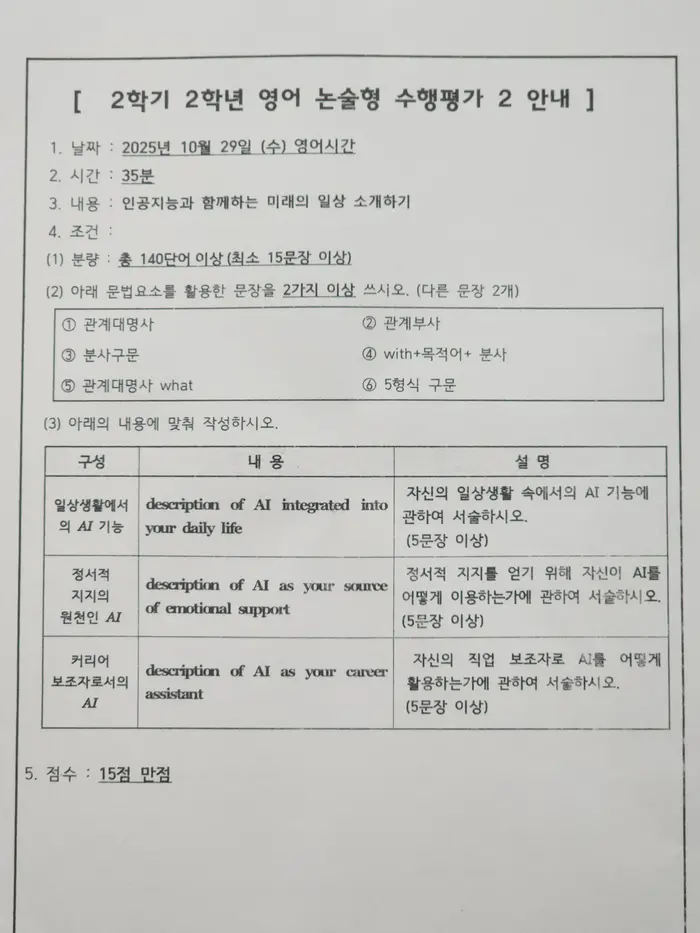 [ 2학기 2학년 영어 논술형 수행평가 2 안내 ]
1. 날짜 : 2025년 10월 29일 (수) 영어시간
2. 시간 : 35분
3. 내용 : 인공지능과 함께하는 미래의 일상 소개하기
4. 조건 :
(1) 분량 : 총 140단어 이상(최소 15문장 이상)
(2) 아래 문법요소를 활용한 문장을 2가지 이상 쓰시오. (다른 문장 2개)
① 관계대명사 ② 관계부사
③ 분사구문 ④ with+목적어+ 분사
⑤ 관계대명사 what ⑥ 5형식 구문
(3) 아래의 내용에 맞춰 작성하시오.
구성 내 용 설 명
일상생활에서
의 AI 기능
description of AI integrated into
your daily life
자신의 일상생활 속에서의 AI 기능에
관하여 서술하시오.
(5문장 이상)
정서적
지지의
원천인 AI
description of AI as your source
of emotional support
정서적 지지를 얻기 위해 자신이 AI를
어떻게 이용하는가에 관하여 서술하시오.
(5문장 이상)
커리어
보조자로서의
AI
description of AI as your career
assistant
자신의 직업 보조자로 AI를 어떻게
활용하는가에 관하여 서술하시오.
(5문장 이상)
5. 점수 : 15점 만점